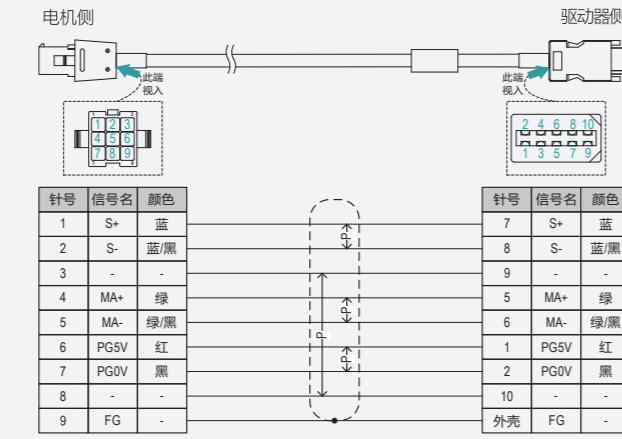 电机侧
驱动器侧
此端
视入
此端
视入
1 2 3
4 5 6
7 8 9
2 4 6 8 10
1 3 5 7 9
针号 信号名 颜色
1 S+ 蓝
2 S- 蓝/黑
3 - -
4 MA+ 绿
5 MA- 绿/黑
6 PG5V 红
7 PG0V 黑
8 - -
9 FG -
P
P
P
P
针号 信号名 颜色
7 S+ 蓝
8 S- 蓝/黑
9 - -
5 MA+ 绿
6 MA- 绿/黑
1 PG5V 红
2 PG0V 黑
10 - -
外壳 FG -